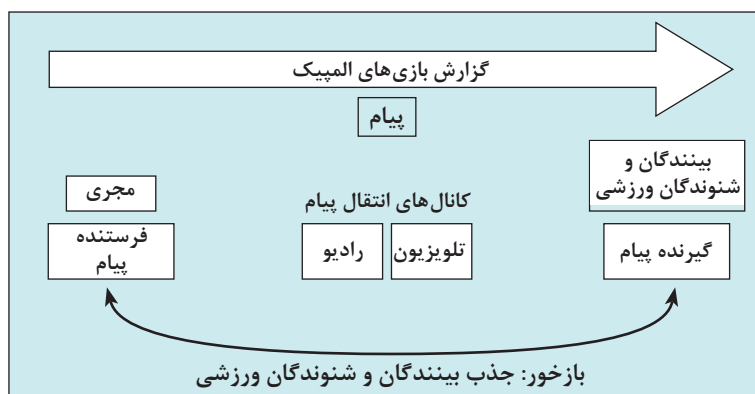 گزارش بازی‌های المپیک
پیام
بینندگان و
شنوندگان ورزشی
مجری
کانال‌های انتقال پیام
گیرنده پیام
تلویزیون
رادیو
فرستنده
پیام
بازخور: جذب بینندگان و شنوندگان ورزشی